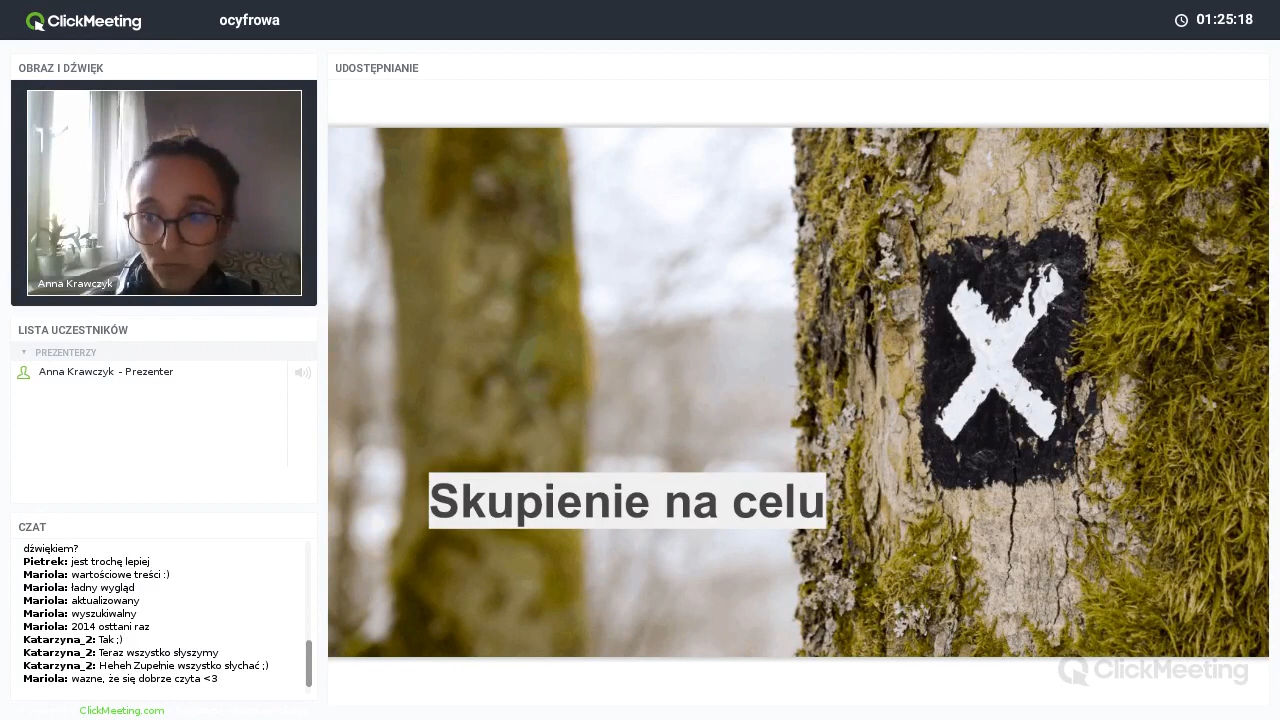 ClickMeeting
ocyfrowa
01:25:18
OBRAZ I DŹWIĘK
Anna Krawczyk
LISTA UCZESTNIKÓW
PREZENTERZY
Anna Krawczyk - Prezenter
CZAT
dźwiękiem?
Pietrek: jest trochę lepiej
Mariola: wartościowe treści :)
Mariola: ładny wygląd
Mariola: aktualizowany
Mariola: wyszukiwalny
Mariola: 2014 osttani raz
Katarzyna_2: Tak ;)
Katarzyna_2: Teraz wszystko słyszymy
Katarzyna_2: Heheh Zupełnie wszystko słychać ;)
Mariola: wazne, że się dobrze czyta <3
ClickMeeting.com
UDOSTĘPNIANIE
Skupienie na celu
ClickMeeting